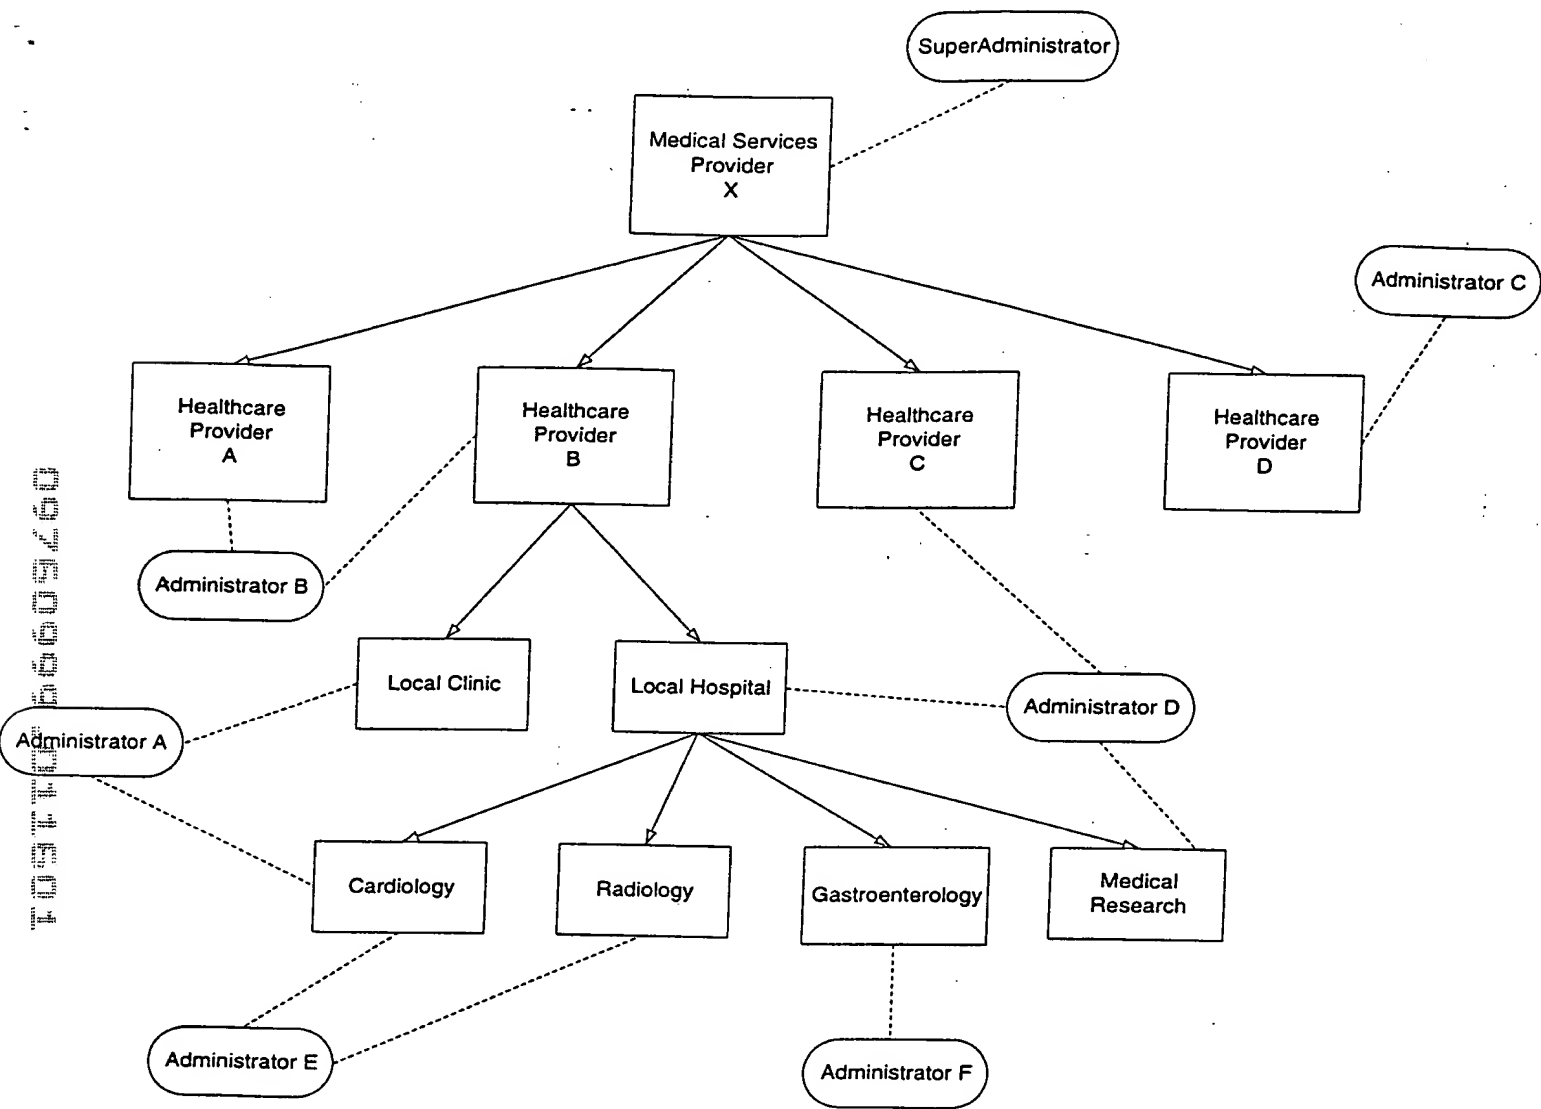 SuperAdministrator
Medical Services
Provider
X
Administrator C
Healthcare
Provider
A
Healthcare
Provider
B
Healthcare
Provider
C
Healthcare
Provider
D
Administrator B
Local Clinic
Local Hospital
Administrator D
Administrator A
Cardiology
Radiology
Gastroenterology
Medical
Research
Administrator E
Administrator F